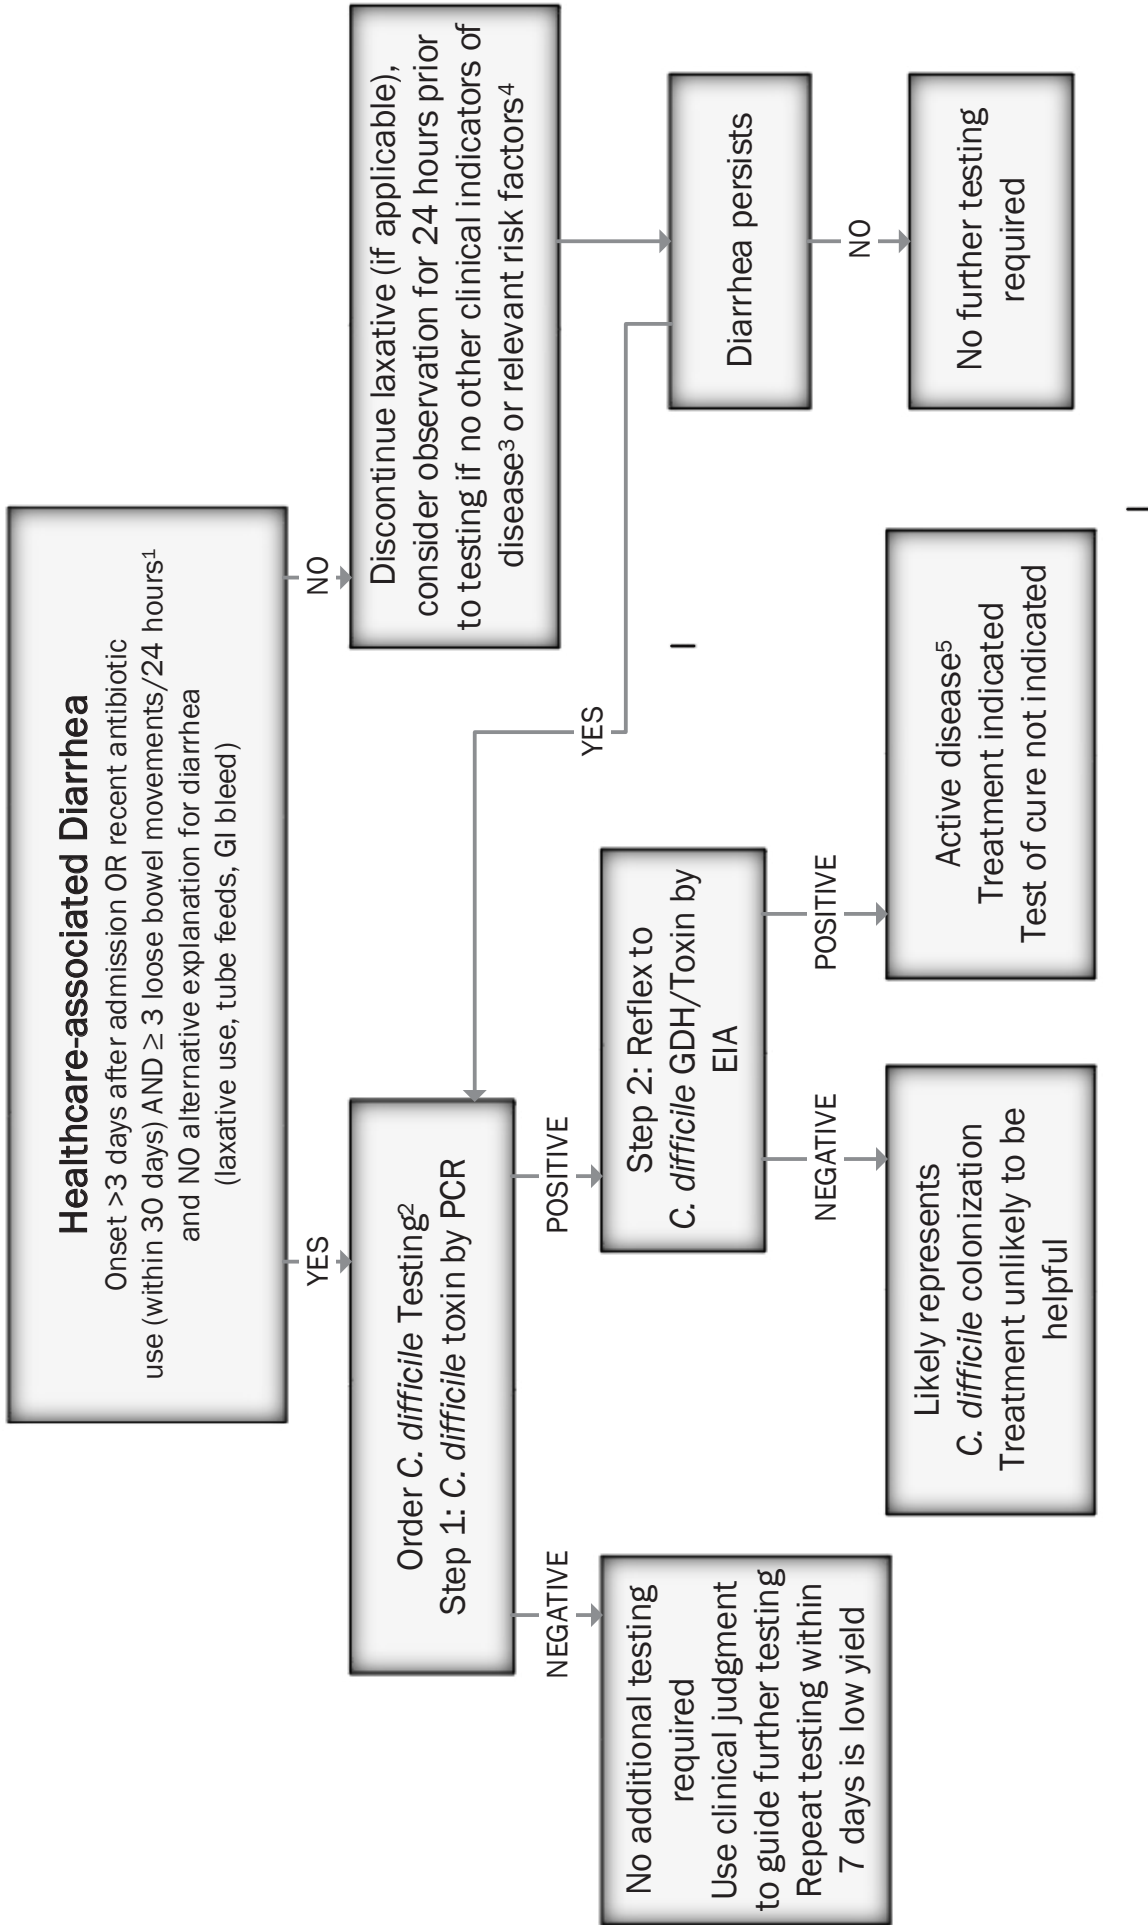 Healthcare-associated Diarrhea
Onset >3 days after admission OR recent antibiotic
use (within 30 days) AND ≥ 3 loose bowel movements/24 hours¹
and NO alternative explanation for diarrhea
(laxative use, tube feeds, GI bleed)
YES
NO
Order C. difficile Testing²
Step 1: C. difficile toxin by PCR
Discontinue laxative (if applicable),
consider observation for 24 hours prior
to testing if no other clinical indicators of
disease³ or relevant risk factors⁴
NEGATIVE
POSITIVE
YES
No additional testing
required
Use clinical judgment
to guide further testing
Repeat testing within
7 days is low yield
Step 2: Reflex to
C. difficile GDH/Toxin by
EIA
Diarrhea persists
NEGATIVE
POSITIVE
NO
Likely represents
C. difficile colonization
Treatment unlikely to be
helpful
Active disease⁵
Treatment indicated
Test of cure not indicated
No further testing
required